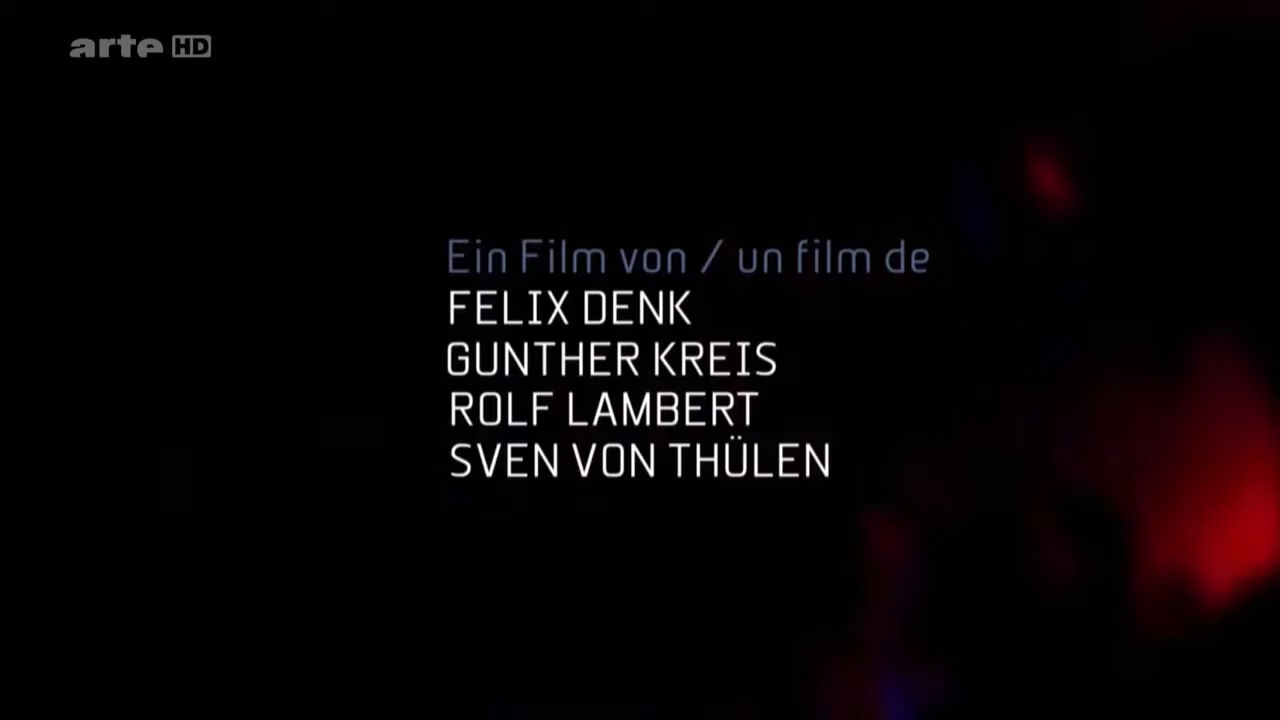 arte HD
Ein Film von / un film de
FELIX DENK
GUNTHER KREIS
ROLF LAMBERT
SVEN VON THÜLEN